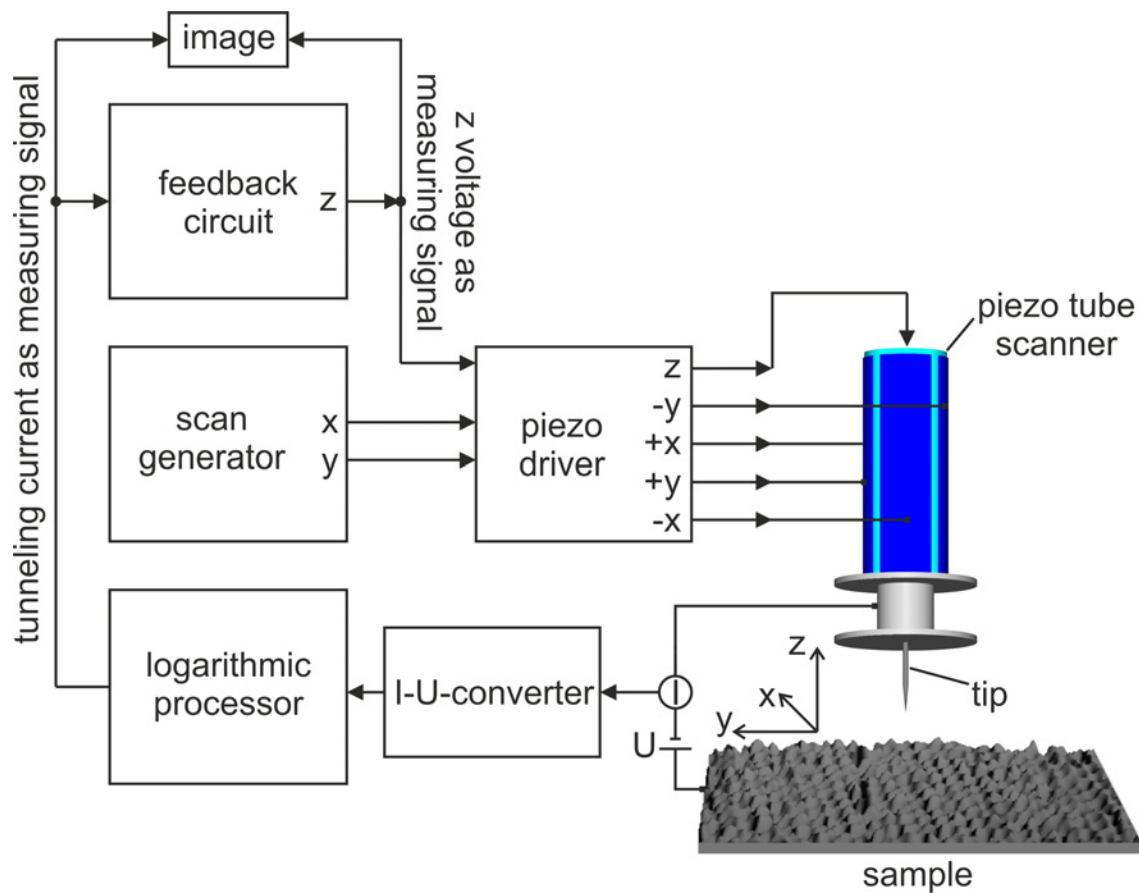 image
tunneling current as measuring signal
z voltage as
measuring signal
feedback
circuit
z
piezo tube
scanner
scan
generator
x
y
piezo
driver
z
-y
+x
+y
-x
logarithmic
processor
I-U-converter
I
U
z
x
y
tip
sample